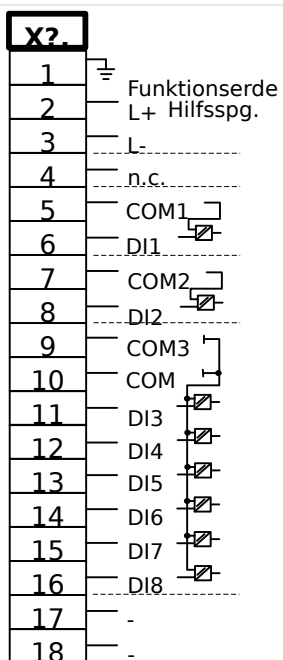 X?.
1
Funktionserde
2 L+ Hilfsspg.
3 L-
4 n.c.
5 COM1
6 DI1
7 COM2
8 DI2
9 COM3
10 COM
11 DI3
12 DI4
13 DI5
14 DI6
15 DI7
16 DI8
17 -
18 -